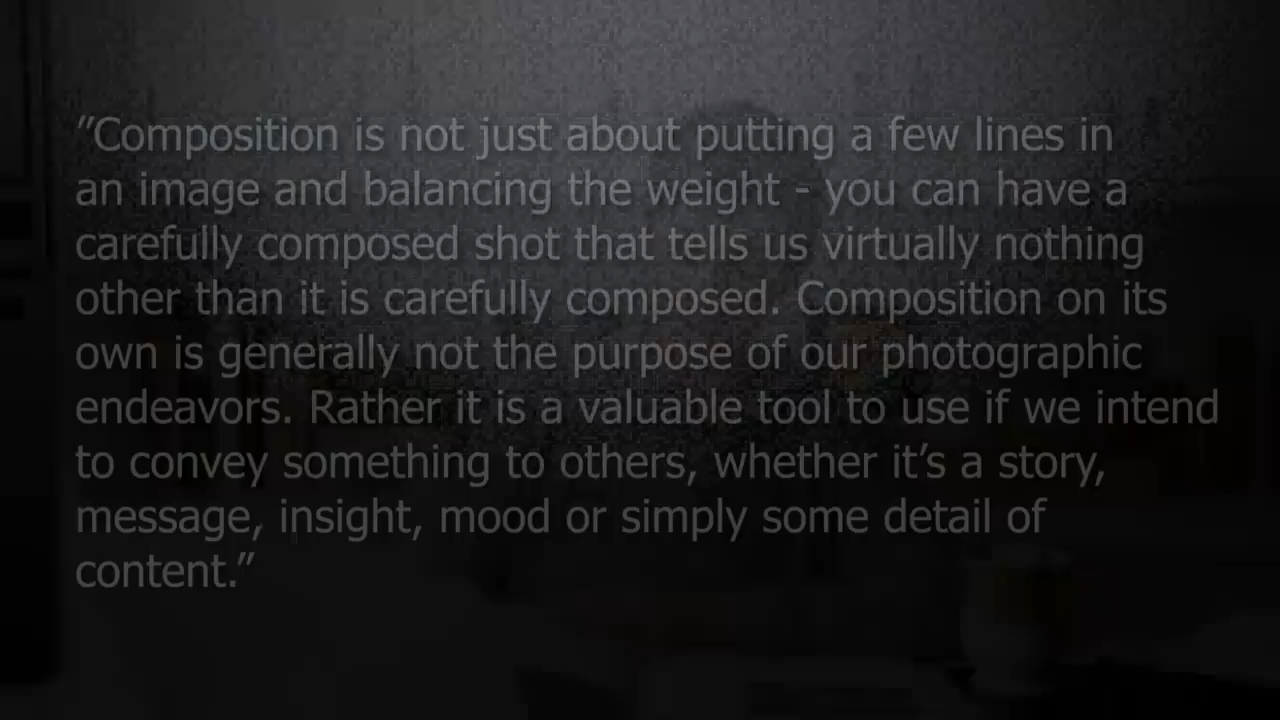 ”Composition is not just about putting a few lines in
an image and balancing the weight - you can have a
carefully composed shot that tells us virtually nothing
other than it is carefully composed. Composition on its
own is generally not the purpose of our photographic
endeavors. Rather it is a valuable tool to use if we intend
to convey something to others, whether it’s a story,
message, insight, mood or simply some detail of
content.”